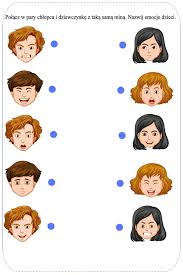 Połącz w pary chłopca i dziewczynkę z taką samą miną. Nazwij emocje dzieci.